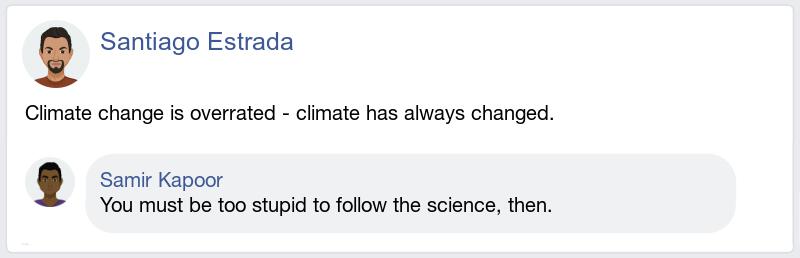 Santiago Estrada
Climate change is overrated - climate has always changed.
Samir Kapoor
You must be too stupid to follow the science, then.